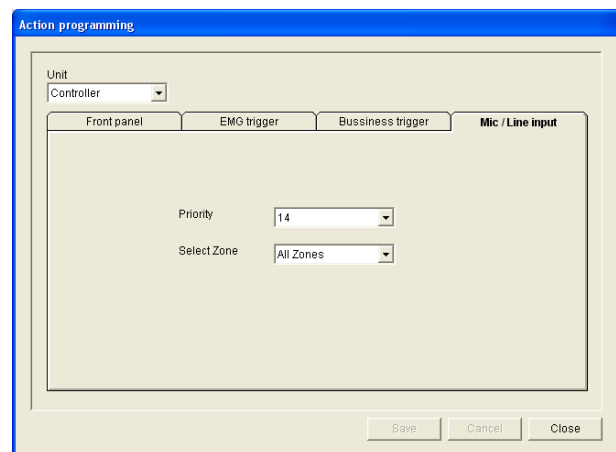 Action programming
Unit
Controller
Front panel EMG trigger Bussiness trigger Mic / Line input
Priority 14
Select Zone All Zones
Save Cancel Close